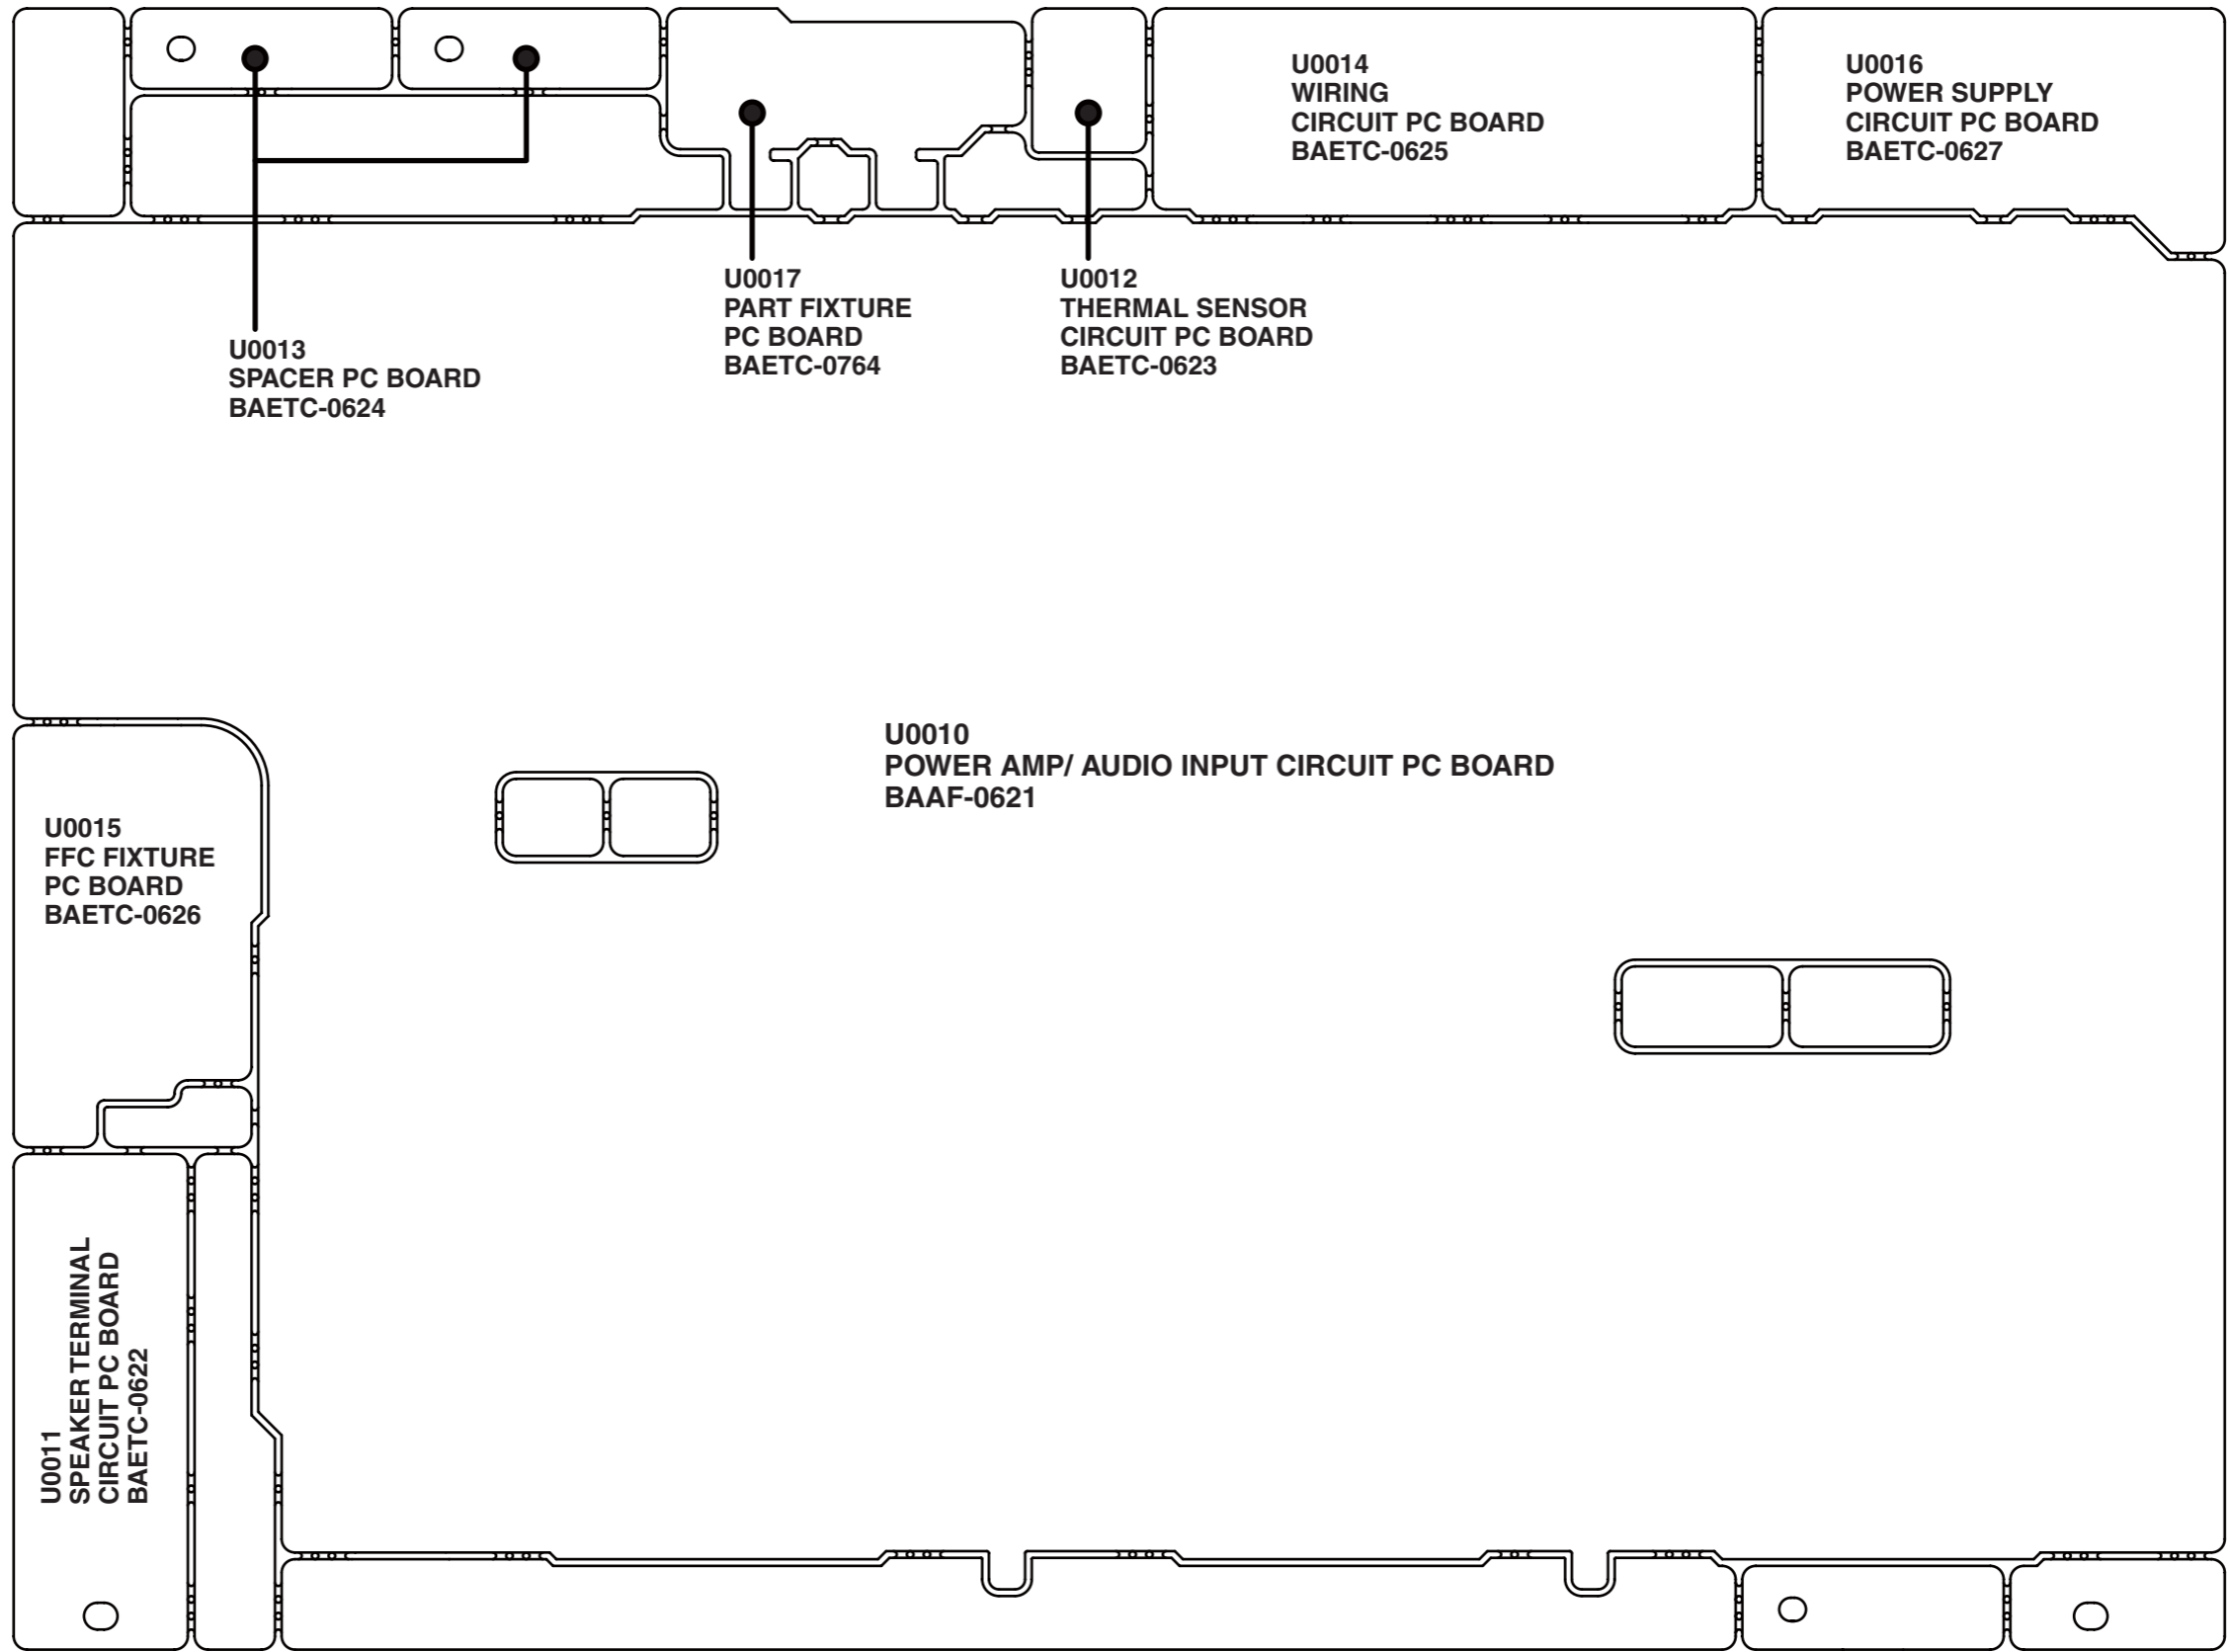 U0014
WIRING
CIRCUIT PC BOARD
BAETC-0625
U0016
POWER SUPPLY
CIRCUIT PC BOARD
BAETC-0627
U0013
SPACER PC BOARD
BAETC-0624
U0017
PART FIXTURE
PC BOARD
BAETC-0764
U0012
THERMAL SENSOR
CIRCUIT PC BOARD
BAETC-0623
U0010
POWER AMP/ AUDIO INPUT CIRCUIT PC BOARD
BAAF-0621
U0015
FFC FIXTURE
PC BOARD
BAETC-0626
U0011
SPEAKER TERMINAL
CIRCUIT PC BOARD
BAETC-0622